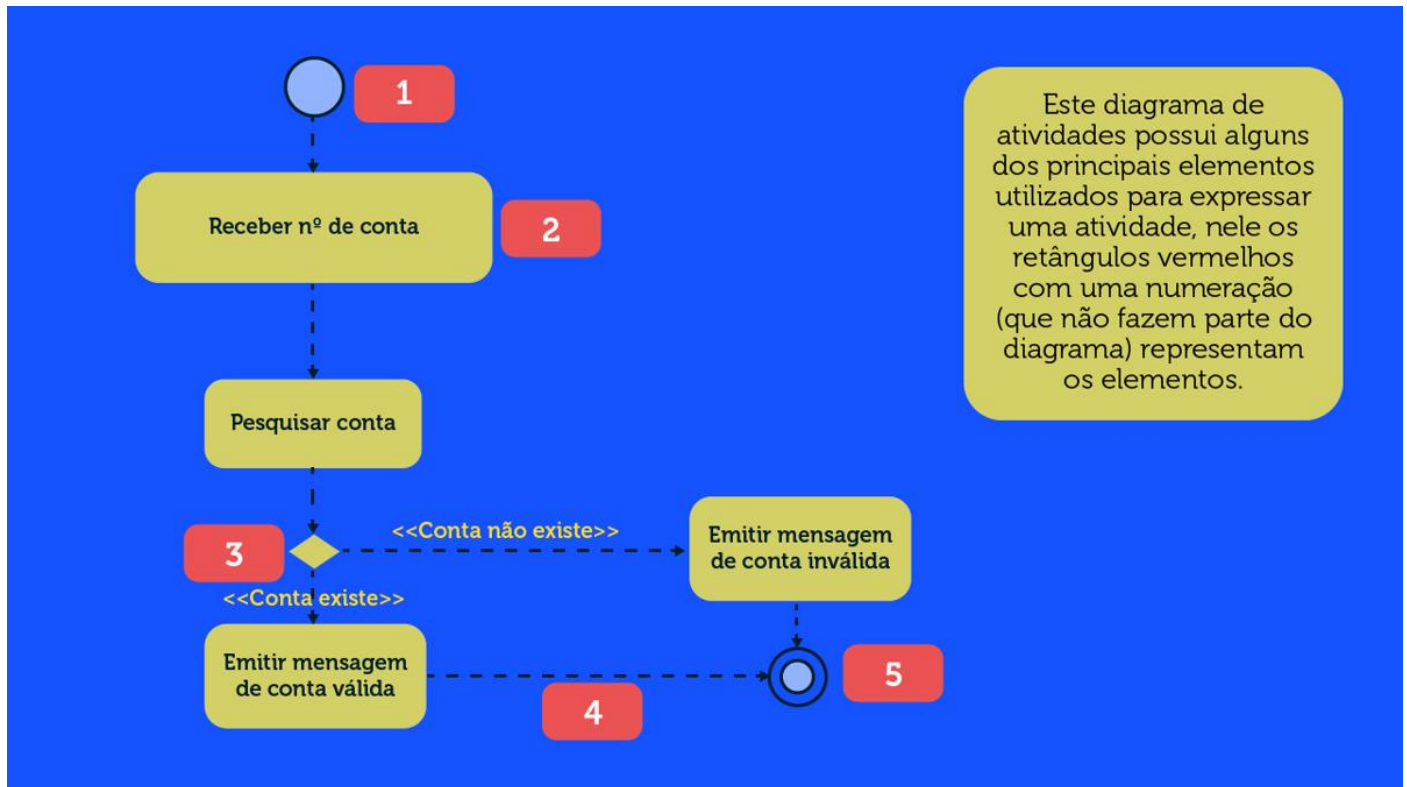 1
Receber nº de conta
2
Pesquisar conta
3
<<Conta não existe>>
Emitir mensagem
de conta inválida
<<Conta existe>>
Emitir mensagem
de conta válida
4
5
Este diagrama de
atividades possui alguns
dos principais elementos
utilizados para expressar
uma atividade, nele os
retângulos vermelhos
com uma numeração
(que não fazem parte do
diagrama) representam
os elementos.